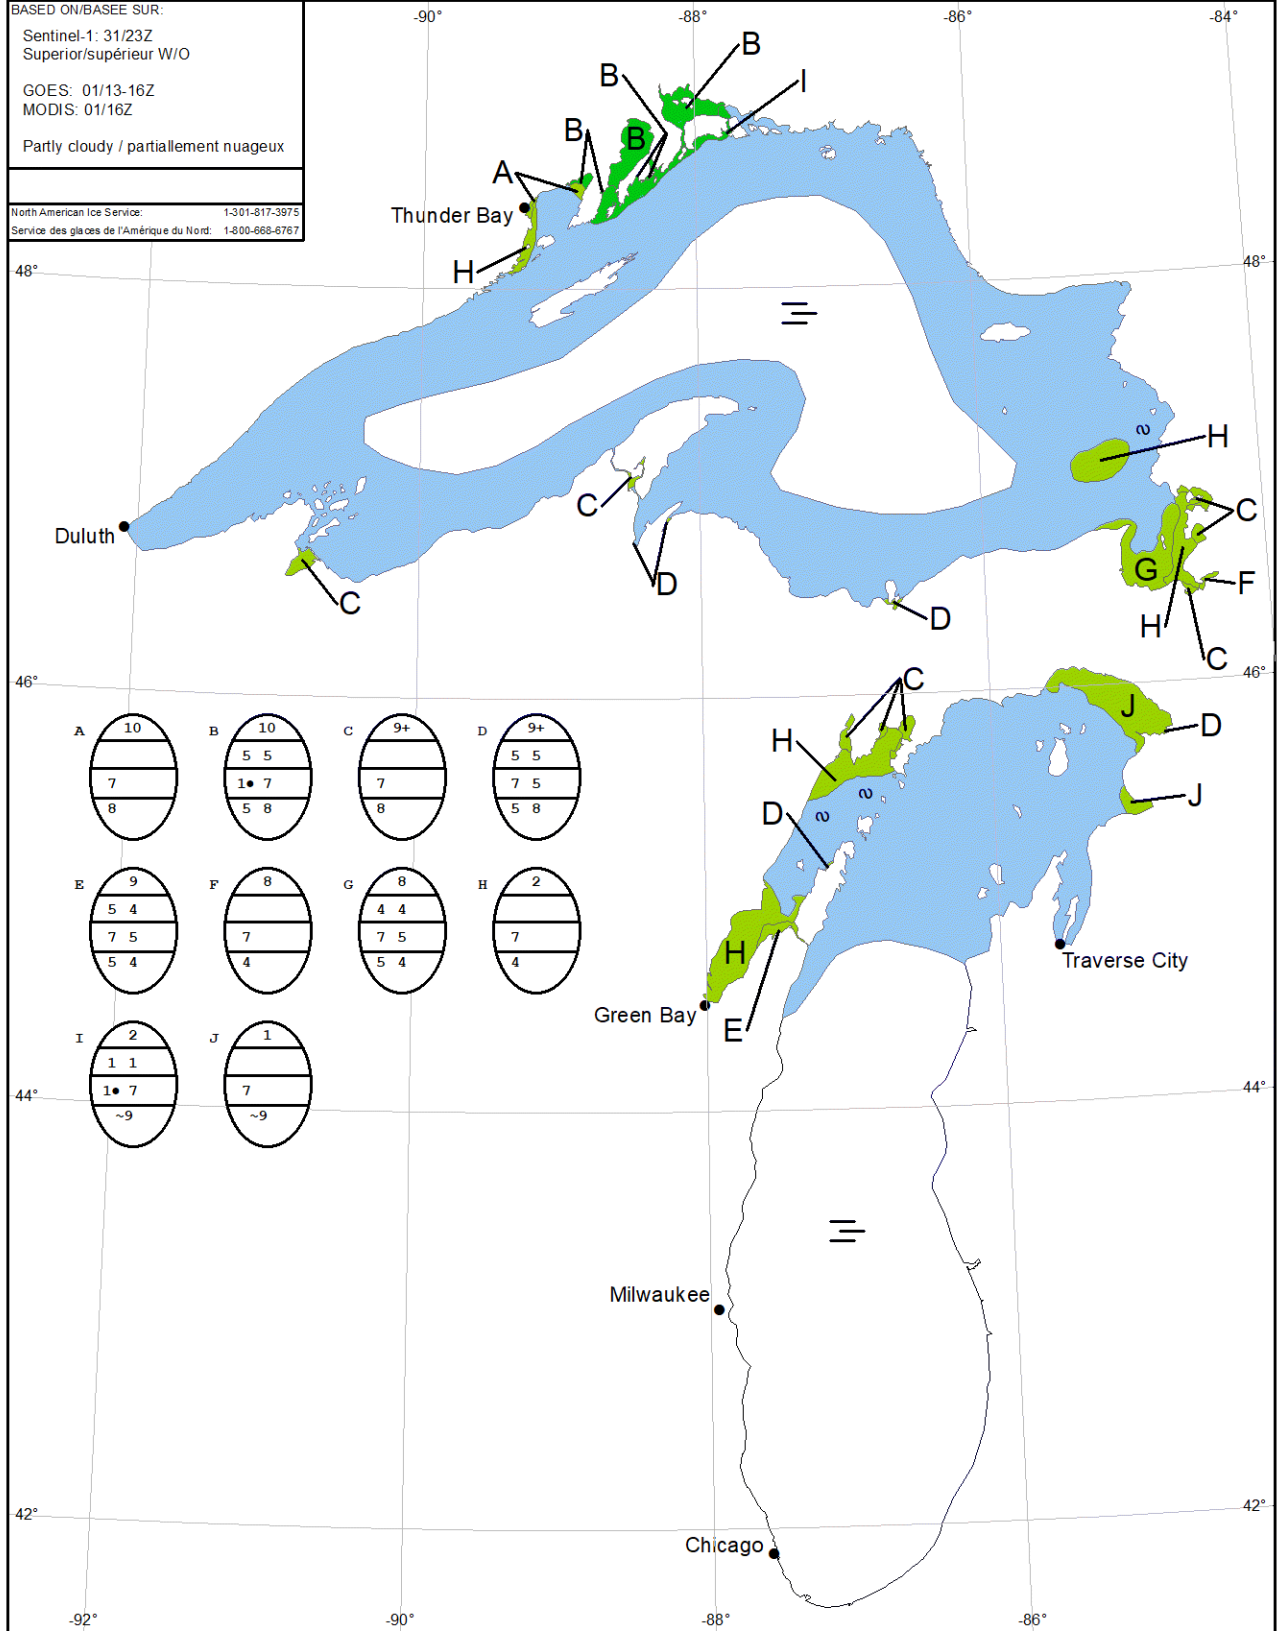 BASED ON/BASEE SUR:
Sentinel-1: 31/23Z
Superior/supérieur W/O
GOES: 01/13-16Z
MODIS: 01/16Z
Partly cloudy / partiallement nuageux
North American Ice Service: 1-301-817-3975
Service des glaces de l'Amérique du Nord: 1-800-668-6767
-90° -88° -86° -84°
B
B
I
B
B
A
Thunder Bay
H
48° 48°
H
C
C
Duluth
G
F
D
C
D
H
C
46° 46°
C
J
D
H
J
D
A 10
7
8
B 10
5 5
1• 7
5 8
C 9+
7
8
D 9+
5 5
7 5
5 8
E 9
5 4
7 5
5 4
F 8
7
4
G 8
4 4
7 5
5 4
H 2
7
4
H
Traverse City
Green Bay
E
I 2
1 1
1• 7
~9
J 1
7
~9
44° 44°
Milwaukee
42° 42°
Chicago
-92° -90° -88° -86°